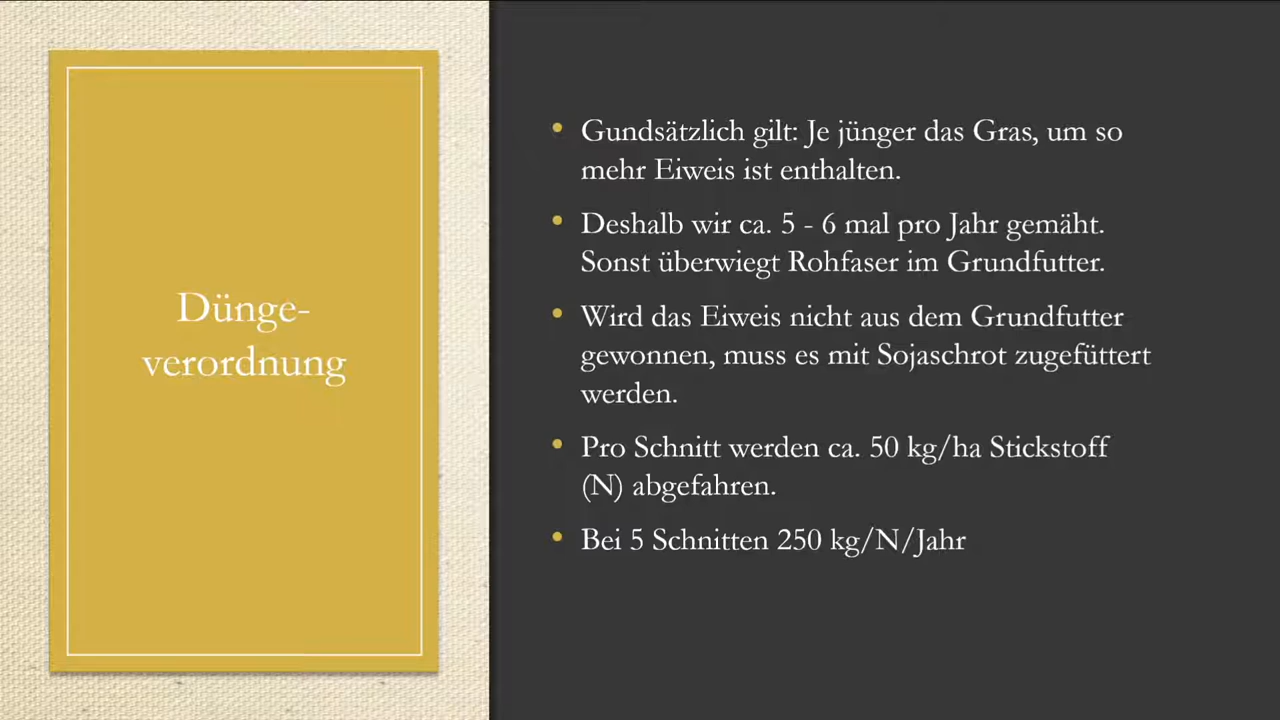 Dünge-
verordnung
• Gundsätzlich gilt: Je jünger das Gras, um so
mehr Eiweis ist enthalten.
• Deshalb wir ca. 5 - 6 mal pro Jahr gemäht.
Sonst überwiegt Rohfaser im Grundfutter.
• Wird das Eiweis nicht aus dem Grundfutter
gewonnen, muss es mit Sojaschrot zugefüttert
werden.
• Pro Schnitt werden ca. 50 kg/ha Stickstoff
(N) abgefahren.
• Bei 5 Schnitten 250 kg/N/Jahr